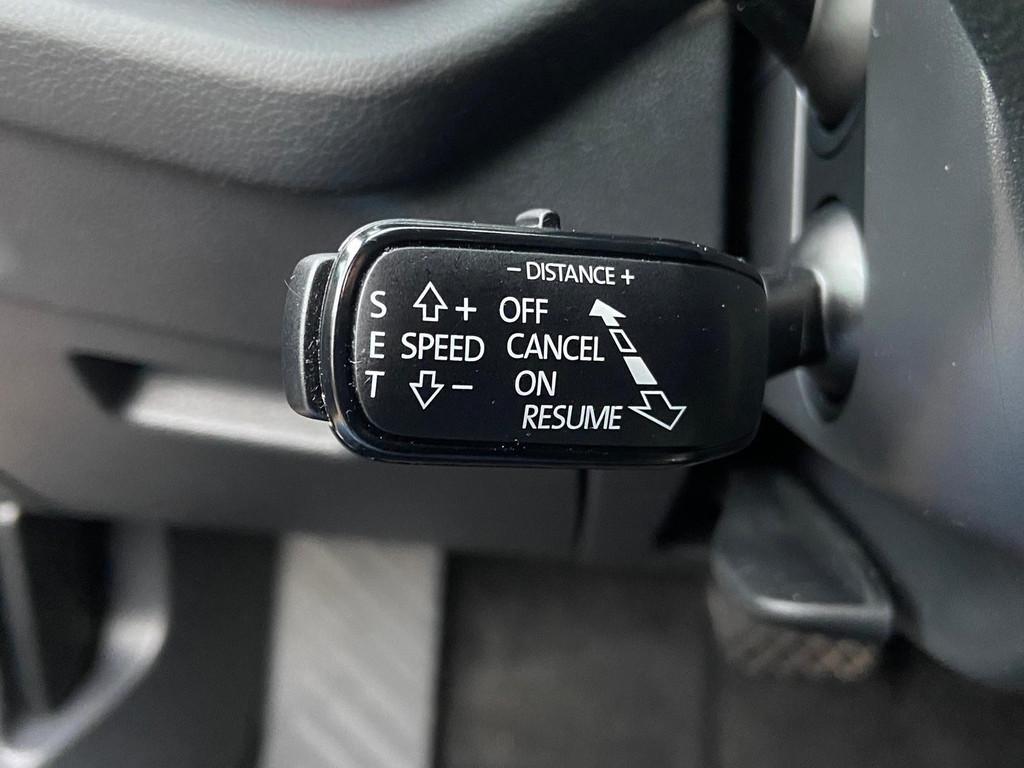 – DISTANCE +
S + OFF
E SPEED CANCEL
T – ON
RESUME